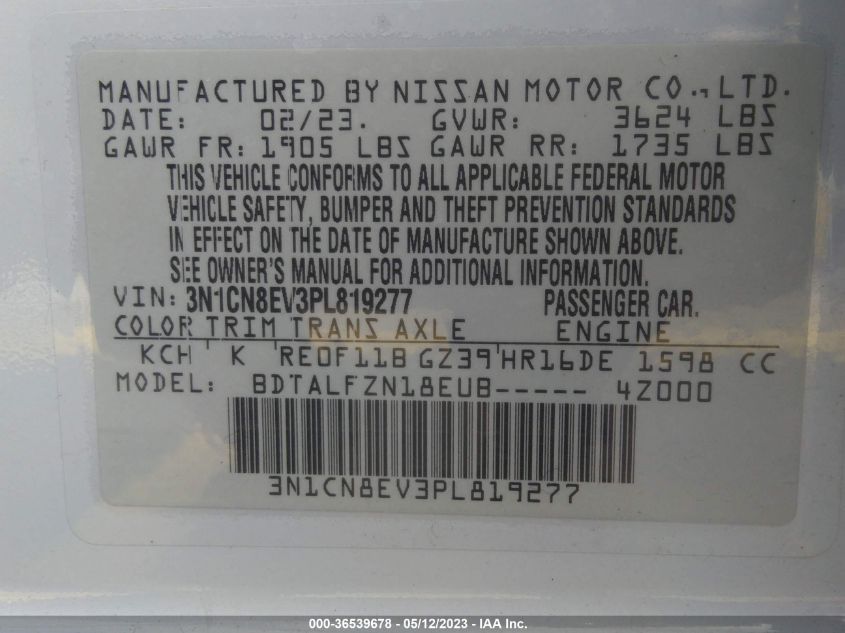 MANUFACTURED BY NISSAN MOTOR CO., LTD.
DATE: 02/23. GVWR: 3624 LBS
GAWR FR: 1905 LBS GAWR RR: 1735 LBS
THIS VEHICLE CONFORMS TO ALL APPLICABLE FEDERAL MOTOR
VEHICLE SAFETY, BUMPER AND THEFT PREVENTION STANDARDS
IN EFFECT ON THE DATE OF MANUFACTURE SHOWN ABOVE.
SEE OWNER'S MANUAL FOR ADDITIONAL INFORMATION.
VIN: 3N1CN8EV3PL819277 PASSENGER CAR.
COLOR TRIM TRANS AXLE ENGINE
KCH K RE0F11B GZ39 HR16DE 1598 CC
MODEL: BDTALFZN18EUB----- 4Z000
3N1CN8EV3PL819277
000-36539678 - 05/12/2023 - IAA Inc.